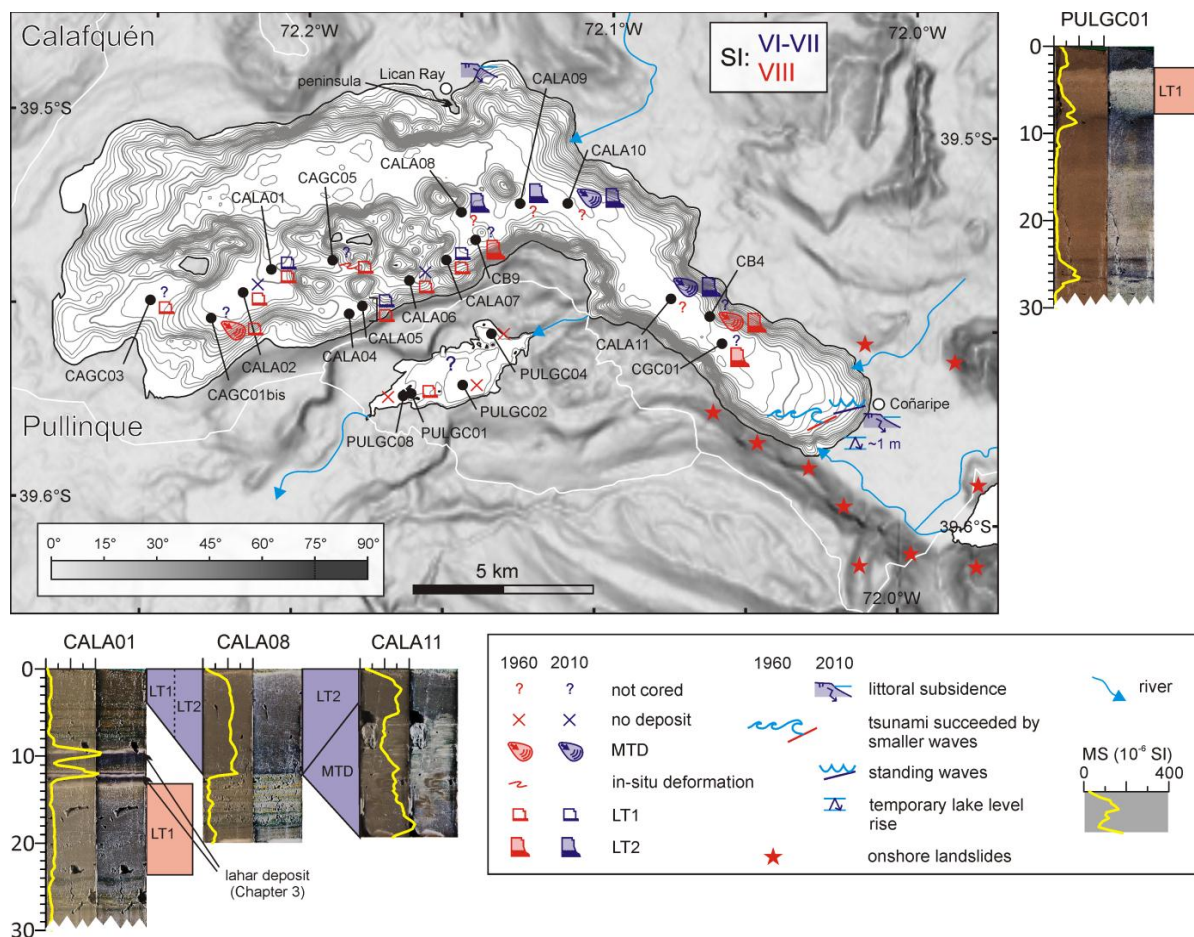 Calafquén
72.2°W
72.1°W
72.0°W
SI: VI-VII
VIII
Lican Ray
peninsula
39.5°S
39.5°S
CALA09
CALA10
CALA08
CAGC05
CALA01
?
?
?
?
?
?
?
?
?
?
?
CB9
CB4
CALA07
CALA06
CALA05
CALA04
CALA02
CAGC03
CAGC01bis
CALA11
CGC01
PULGC04
?
PULGC02
PULGC01
PULGC08
Pullinque
Coñaripe
~1 m
39.6°S
39.6°S
72.0°W
0° 15° 30° 45° 60° 75° 90°
5 km
PULGC01
0
10
20
30
LT1
CALA01
CALA08
CALA11
0
10
20
30
LT1
LT2
LT2
MTD
LT1
lahar deposit
(Chapter 3)
1960 2010
? ? not cored
no deposit
MTD
in-situ deformation
LT1
LT2
1960 2010
littoral subsidence
tsunami succeeded by
smaller waves
standing waves
temporary lake level
rise
onshore landslides
river
MS (10⁻⁶ SI)
0 400